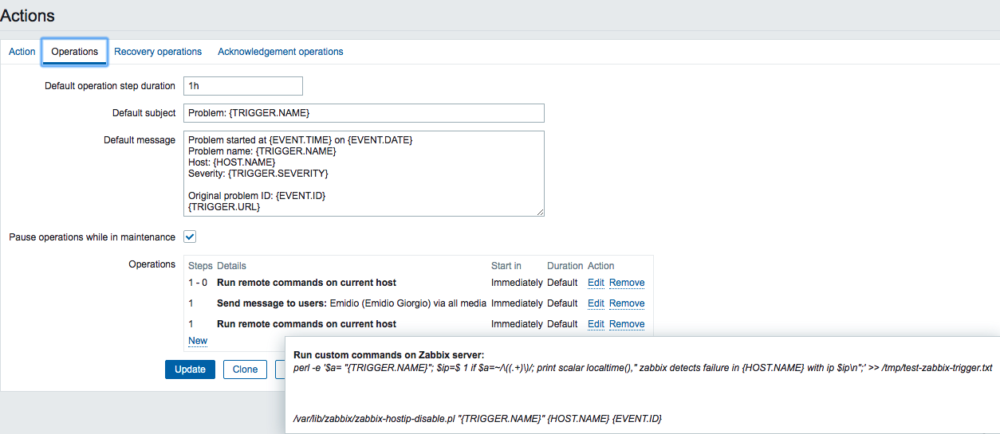 Actions
Action Operations Recovery operations Acknowledgement operations
Default operation step duration 1h
Default subject Problem: {TRIGGER.NAME}
Default message Problem started at {EVENT.TIME} on {EVENT.DATE}
Problem name: {TRIGGER.NAME}
Host: {HOST.NAME}
Severity: {TRIGGER.SEVERITY}
Original problem ID: {EVENT.ID}
{TRIGGER.URL}
Pause operations while in maintenance
Operations Steps Details Start in Duration Action
1 - 0 Run remote commands on current host Immediately Default Edit Remove
1 Send message to users: Emidio (Emidio Giorgio) via all media Immediately Default Edit Remove
1 Run remote commands on current host Immediately Default Edit Remove
New
Update Clone
Run custom commands on Zabbix server:
perl -e '$a= "{TRIGGER.NAME}"; $ip=$ 1 if $a=~/\((.+)\)/; print scalar localtime()," zabbix detects failure in {HOST.NAME} with ip $ip\n";' >> /tmp/test-zabbix-trigger.txt
/var/lib/zabbix/zabbix-hostip-disable.pl "{TRIGGER.NAME}" {HOST.NAME} {EVENT.ID}